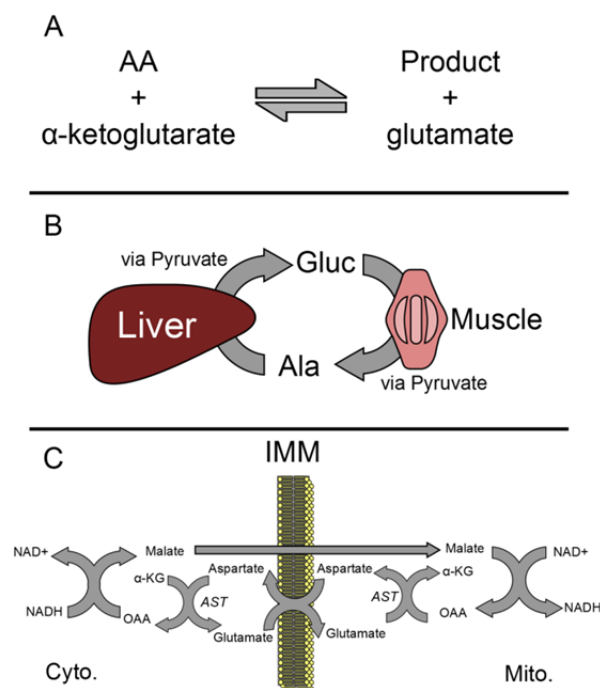 A
AA
+
α-ketoglutarate
Product
+
glutamate
B
via Pyruvate
Gluc
Liver
Muscle
Ala
via Pyruvate
C
IMM
NAD+
Malate
Malate
NAD+
α-KG
Aspartate
Aspartate
α-KG
AST
AST
NADH
OAA
Glutamate
Glutamate
OAA
NADH
Cyto.
Mito.